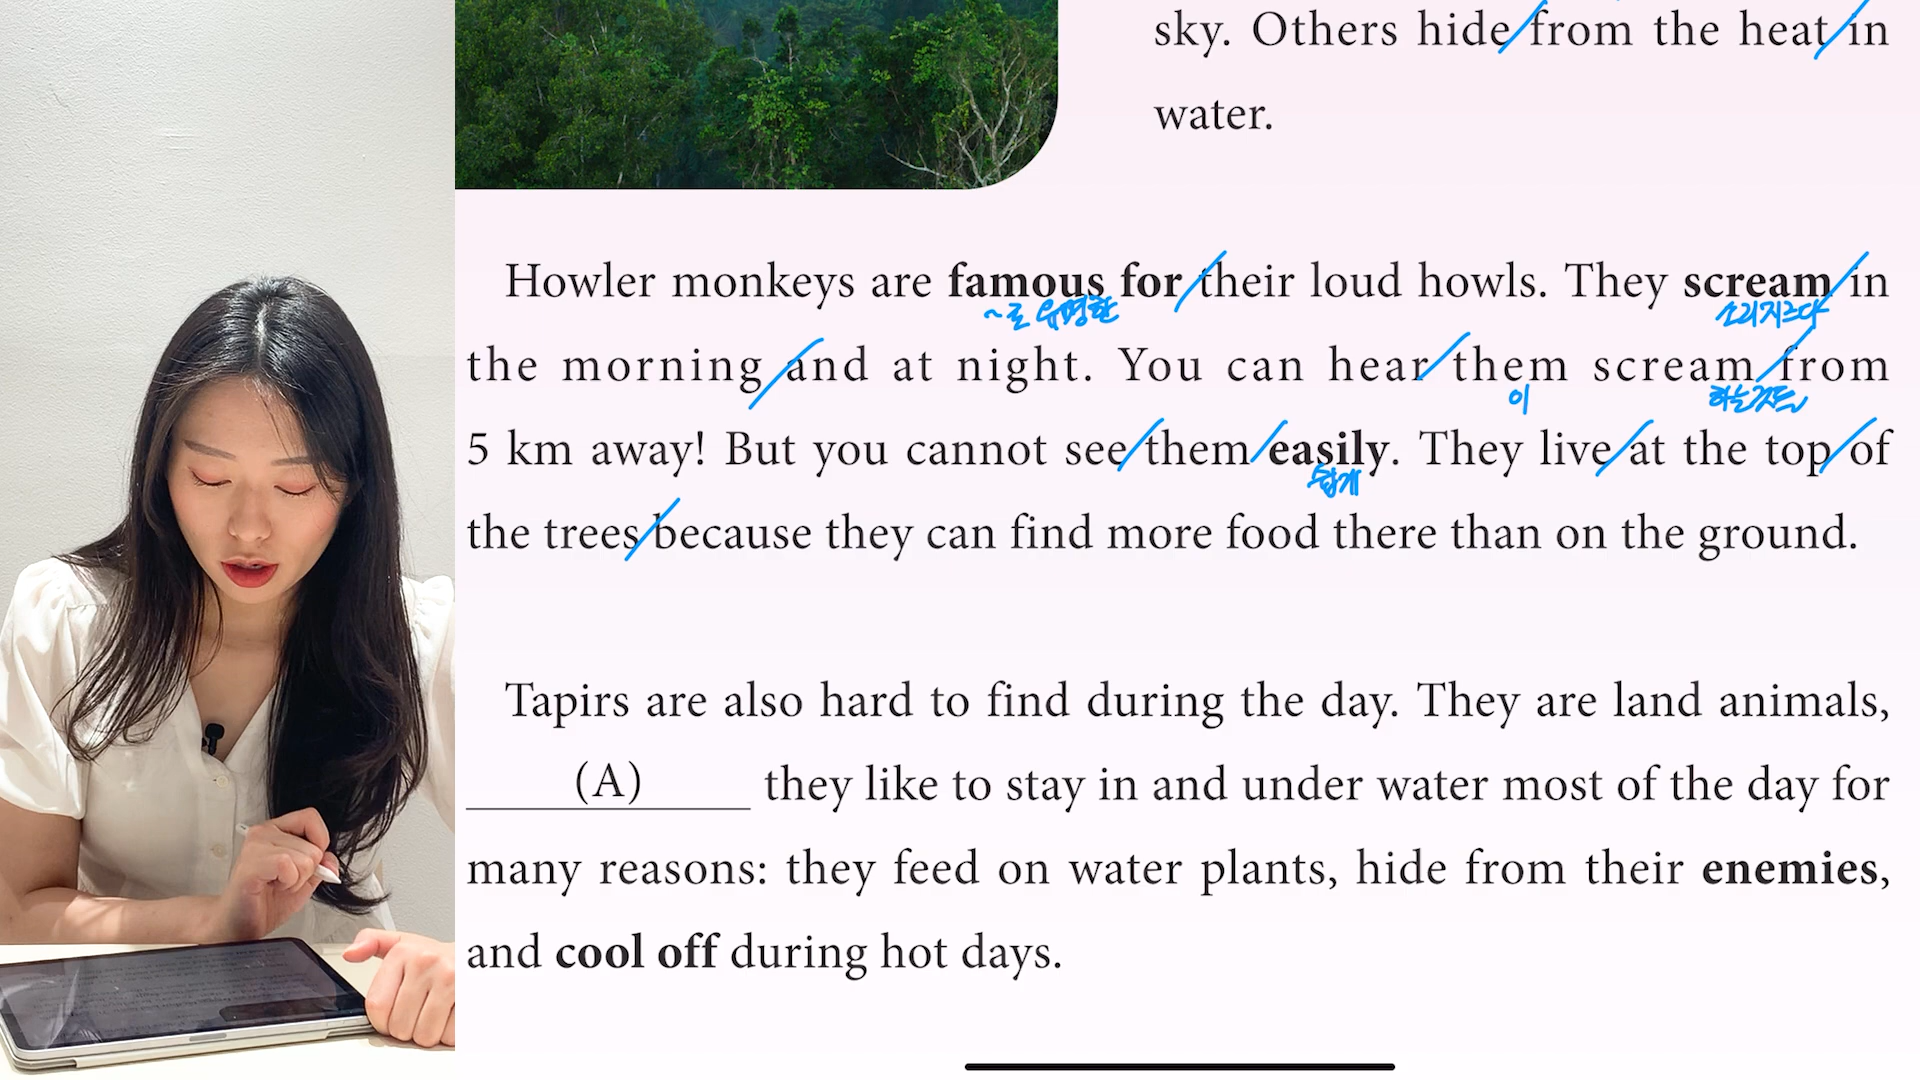 sky. Others hide from the heat in
water.
Howler monkeys are famous for their loud howls. They scream in
~로 유명한
소리지르다
the morning and at night. You can hear them scream from
이
하는것을
5 km away! But you cannot see them easily. They live at the top of
쉽게
the trees because they can find more food there than on the ground.
Tapirs are also hard to find during the day. They are land animals,
(A) they like to stay in and under water most of the day for
many reasons: they feed on water plants, hide from their enemies,
and cool off during hot days.